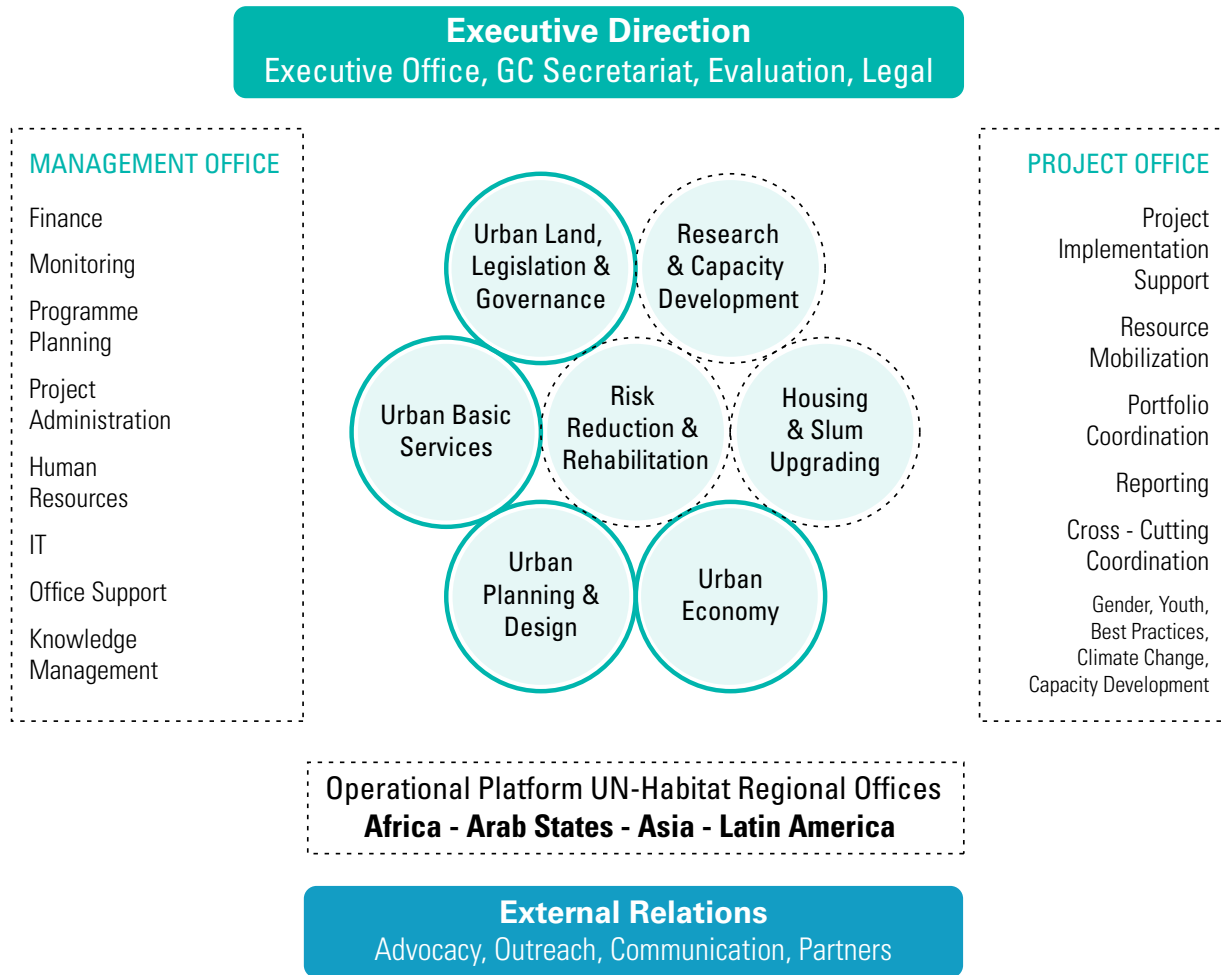 Executive Direction
Executive Office, GC Secretariat, Evaluation, Legal
MANAGEMENT OFFICE
Finance
Monitoring
Programme
Planning
Project
Administration
Human
Resources
IT
Office Support
Knowledge
Management
Urban Land,
Legislation &
Governance
Research
& Capacity
Development
Urban Basic
Services
Risk
Reduction &
Rehabilitation
Housing
& Slum
Upgrading
Urban
Planning &
Design
Urban
Economy
PROJECT OFFICE
Project
Implementation
Support
Resource
Mobilization
Portfolio
Coordination
Reporting
Cross - Cutting
Coordination
Gender, Youth,
Best Practices,
Climate Change,
Capacity Development
Operational Platform UN-Habitat Regional Offices
Africa - Arab States - Asia - Latin America
External Relations
Advocacy, Outreach, Communication, Partners